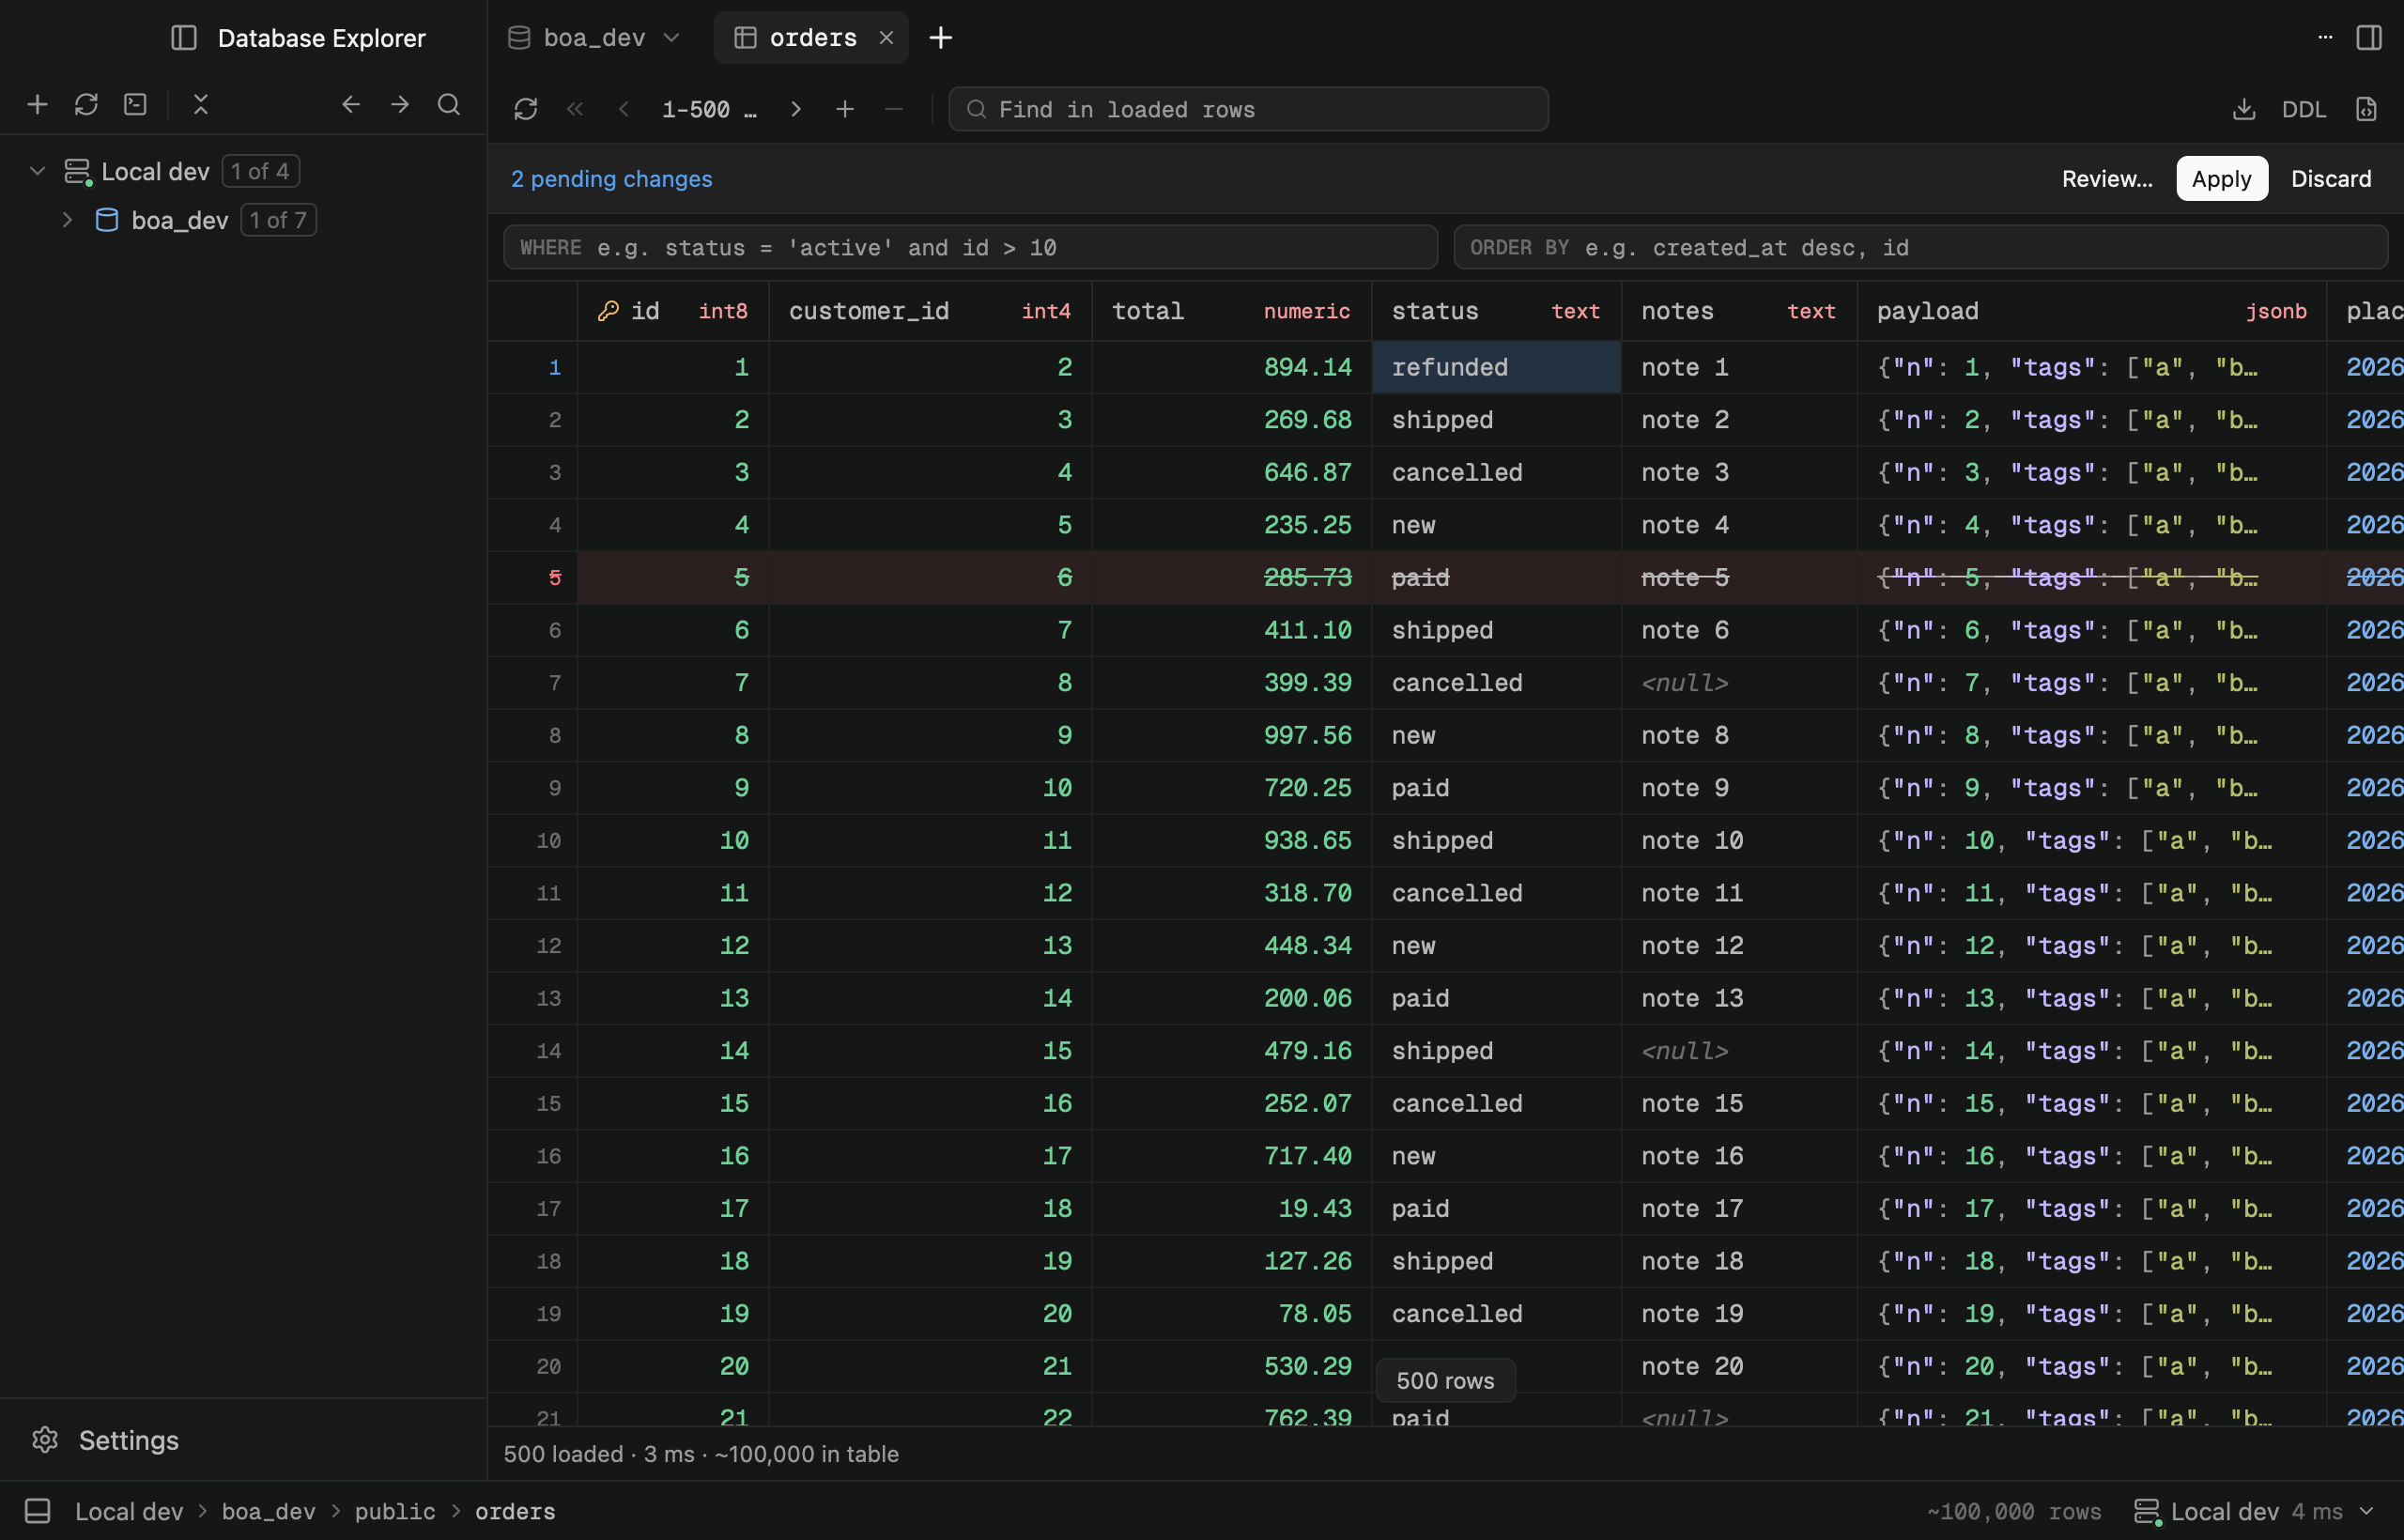 Database Explorer
boa_dev
orders
1-500 …
Find in loaded rows
DDL
Local dev 1 of 4
boa_dev 1 of 7
2 pending changes
Review...
Apply
Discard
WHERE e.g. status = 'active' and id > 10
ORDER BY e.g. created_at desc, id
id int8 customer_id int4 total numeric status text notes text payload jsonb plac
1 1 2 894.14 refunded note 1 {"n": 1, "tags": ["a", "b… 2026
2 2 3 269.68 shipped note 2 {"n": 2, "tags": ["a", "b… 2026
3 3 4 646.87 cancelled note 3 {"n": 3, "tags": ["a", "b… 2026
4 4 5 235.25 new note 4 {"n": 4, "tags": ["a", "b… 2026
5 5 6 285.73 paid note 5 {"n": 5, "tags": ["a", "b… 2026
6 6 7 411.10 shipped note 6 {"n": 6, "tags": ["a", "b… 2026
7 7 8 399.39 cancelled <null> {"n": 7, "tags": ["a", "b… 2026
8 8 9 997.56 new note 8 {"n": 8, "tags": ["a", "b… 2026
9 9 10 720.25 paid note 9 {"n": 9, "tags": ["a", "b… 2026
10 10 11 938.65 shipped note 10 {"n": 10, "tags": ["a", "b… 2026
11 11 12 318.70 cancelled note 11 {"n": 11, "tags": ["a", "b… 2026
12 12 13 448.34 new note 12 {"n": 12, "tags": ["a", "b… 2026
13 13 14 200.06 paid note 13 {"n": 13, "tags": ["a", "b… 2026
14 14 15 479.16 shipped <null> {"n": 14, "tags": ["a", "b… 2026
15 15 16 252.07 cancelled note 15 {"n": 15, "tags": ["a", "b… 2026
16 16 17 717.40 new note 16 {"n": 16, "tags": ["a", "b… 2026
17 17 18 19.43 paid note 17 {"n": 17, "tags": ["a", "b… 2026
18 18 19 127.26 shipped note 18 {"n": 18, "tags": ["a", "b… 2026
19 19 20 78.05 cancelled note 19 {"n": 19, "tags": ["a", "b… 2026
20 20 21 530.29 note 20 {"n": 20, "tags": ["a", "b… 2026
500 rows
21 21 22 762.39 paid <null> {"n": 21, "tags": ["a", "b… 2026
Settings
500 loaded · 3 ms · ~100,000 in table
Local dev > boa_dev > public > orders
~100,000 rows
Local dev 4 ms